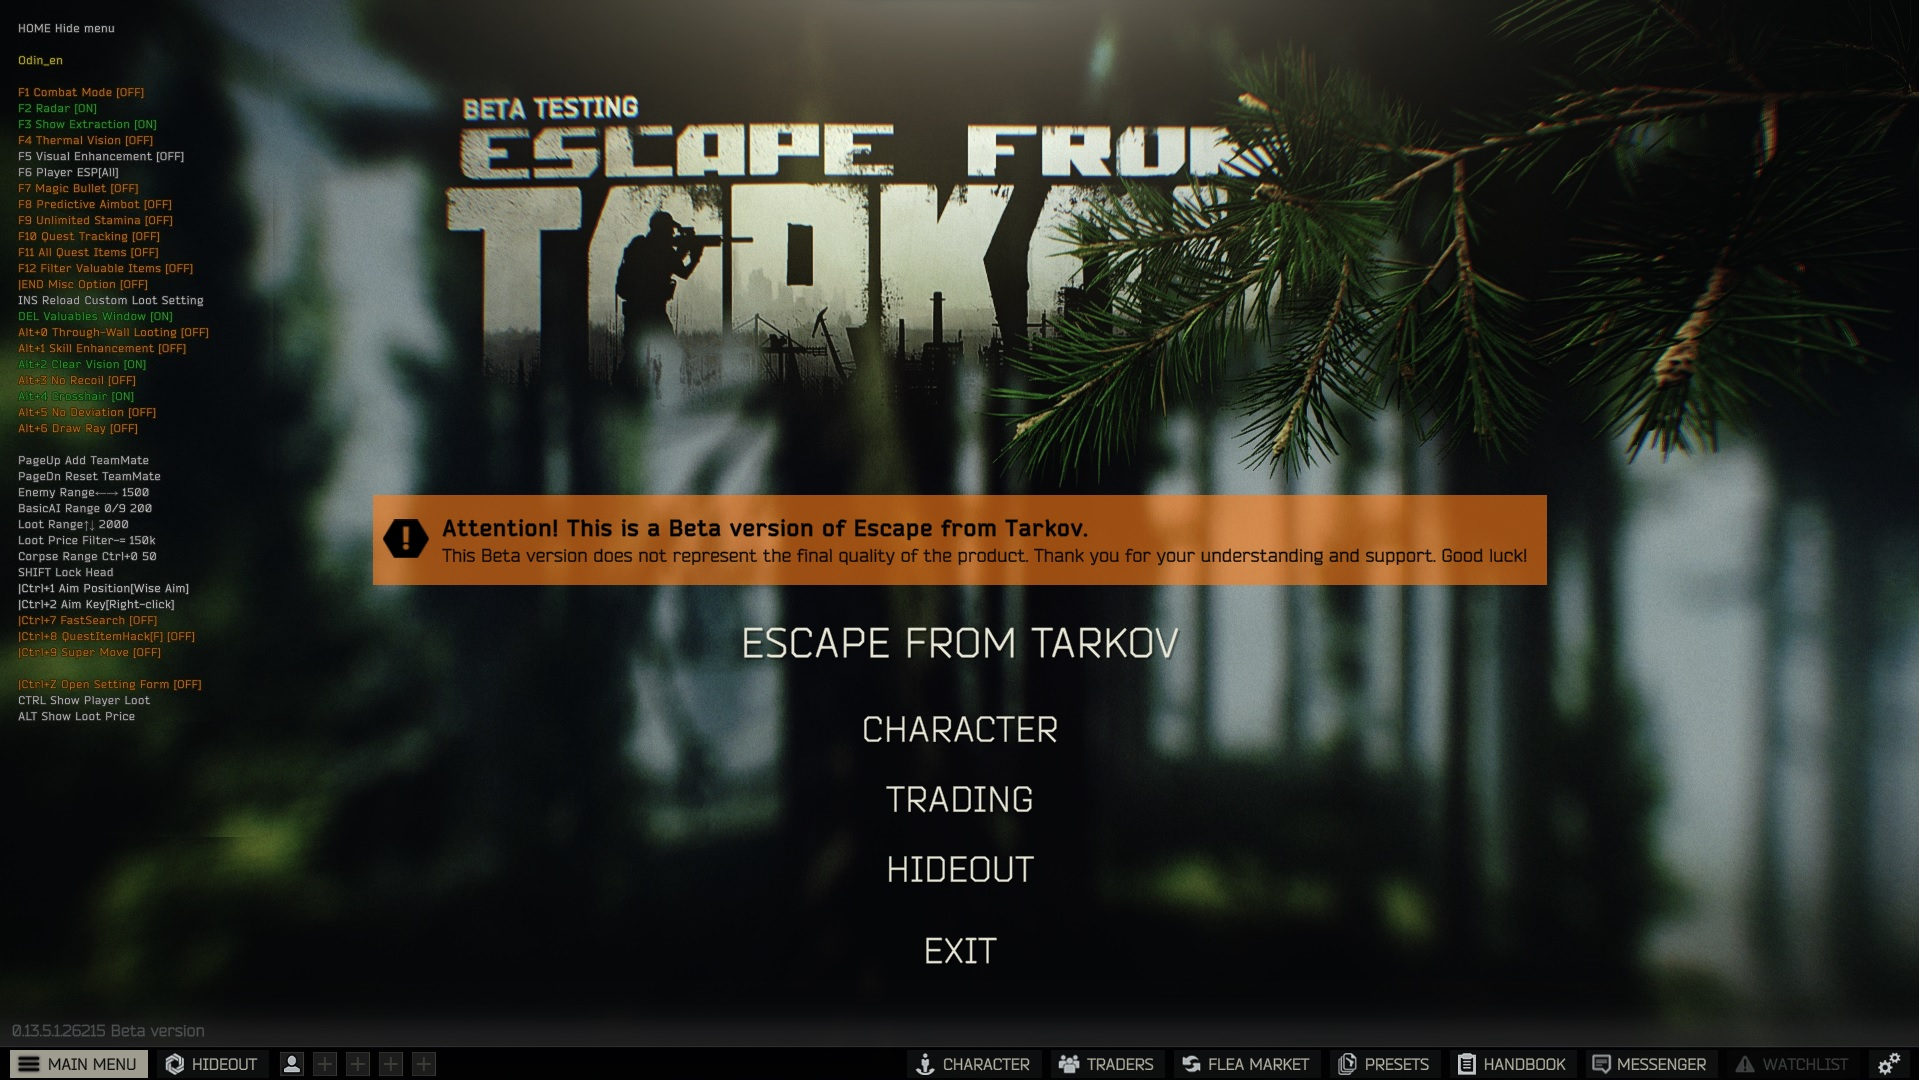 HOME Hide menu
Odin_en
F1 Combat Mode [OFF]
F2 Radar [ON]
F3 Show Extraction [ON]
F4 Thermal Vision [OFF]
F5 Visual Enhancement [OFF]
F6 Player ESP[All]
F7 Magic Bullet [OFF]
F8 Predictive Aimbot [OFF]
F9 Unlimited Stamina [OFF]
F10 Quest Tracking [OFF]
F11 All Quest Items [OFF]
F12 Filter Valuable Items [OFF]
|END Misc Option [OFF]
INS Reload Custom Loot Setting
DEL Valuables Window [ON]
Alt+0 Through-Wall Looting [OFF]
Alt+1 Skill Enhancement [OFF]
Alt+2 Clear Vision [ON]
Alt+3 No Recoil [OFF]
Alt+4 Crosshair [ON]
Alt+5 No Deviation [OFF]
Alt+6 Draw Ray [OFF]
PageUp Add TeamMate
PageDn Reset TeamMate
Enemy Range←→ 1500
BasicAI Range 0/9 200
Loot Range↑↓ 2000
Loot Price Filter-= 150k
Corpse Range Ctrl+0 50
SHIFT Lock Head
|Ctrl+1 Aim Position[Wise Aim]
|Ctrl+2 Aim Key[Right-click]
|Ctrl+7 FastSearch [OFF]
|Ctrl+8 QuestItemHack[F] [OFF]
|Ctrl+9 Super Move [OFF]
|Ctrl+Z Open Setting Form [OFF]
CTRL Show Player Loot
ALT Show Loot Price
BETA TESTING
ESCAPE FROM
TARKOV
Attention! This is a Beta version of Escape from Tarkov.
This Beta version does not represent the final quality of the product. Thank you for your understanding and support. Good luck!
ESCAPE FROM TARKOV
CHARACTER
TRADING
HIDEOUT
EXIT
0.13.5.1.26215 Beta version
MAIN MENU HIDEOUT CHARACTER TRADERS FLEA MARKET PRESETS HANDBOOK MESSENGER WATCHLIST